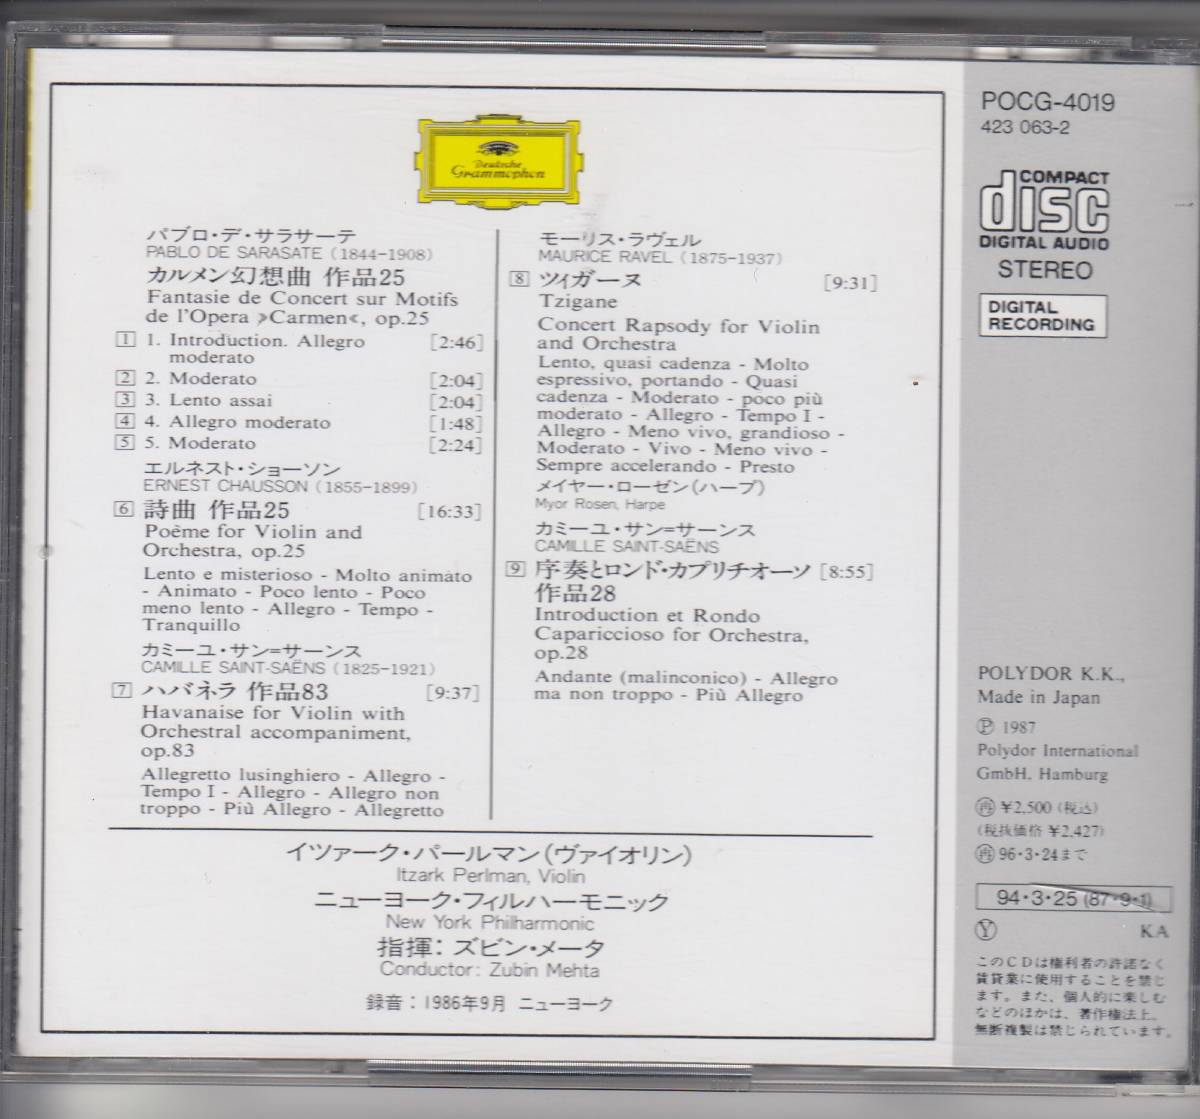 Deutsche
Grammophon
パブロ・デ・サラサーテ
PABLO DE SARASATE (1844-1908)
カルメン幻想曲 作品25
Fantasie de Concert sur Motifs
de l'Opera »Carmen«, op.25
1 1. Introduction. Allegro [2:46]
moderato
2 2. Moderato [2:04]
3 3. Lento assai [2:04]
4 4. Allegro moderato [1:48]
5 5. Moderato [2:24]
エルネスト・ショーソン
ERNEST CHAUSSON (1855-1899)
6 詩曲 作品25 [16:33]
Poème for Violin and
Orchestra, op.25
Lento e misterioso - Molto animato
- Animato - Poco lento - Poco
meno lento - Allegro - Tempo -
Tranquillo
カミーユ・サン=サーンス
CAMILLE SAINT-SAËNS (1825-1921)
7 ハバネラ 作品83 [9:37]
Havanaise for Violin with
Orchestral accompaniment,
op.83
Allegretto lusinghiero - Allegro -
Tempo I - Allegro - Allegro non
troppo - Più Allegro - Allegretto
モーリス・ラヴェル
MAURICE RAVEL (1875-1937)
8 ツィガーヌ [9:31]
Tzigane
Concert Rapsody for Violin
and Orchestra
Lento, quasi cadenza - Molto
espressivo, portando - Quasi
cadenza - Moderato - poco più
moderato - Allegro - Tempo I -
Allegro - Meno vivo, grandioso -
Moderato - Vivo - Meno vivo -
Sempre accelerando - Presto
メイヤー・ローゼン(ハープ)
Myor Rosen, Harpe
カミーユ・サン=サーンス
CAMILLE SAINT-SAËNS
9 序奏とロンド・カプリチオーソ [8:55]
作品28
Introduction et Rondo
Capariccioso for Orchestra,
op.28
Andante (malinconico) - Allegro
ma non troppo - Più Allegro
イツァーク・パールマン(ヴァイオリン)
Itzark Perlman, Violin
ニューヨーク・フィルハーモニック
New York Philharmonic
指揮: ズビン・メータ
Conductor: Zubin Mehta
録音:1986年9月 ニューヨーク
POCG-4019
423 063-2
COMPACT
disc
DIGITAL AUDIO
STEREO
DIGITAL
RECORDING
POLYDOR K.K.,
Made in Japan
Ⓟ 1987
Polydor International
GmbH, Hamburg
㊢ ¥2,500 (税込)
(税抜価格 ¥2,427)
㊢ 96・3・24まで
94・3・25 (87・9・1)
Ⓨ KA
このCDは権利者の許諾なく
賃貸業に使用することを禁じ
ます。また、個人的に楽しむ
などのほかは、著作権法上、
無断複製は禁じられています。